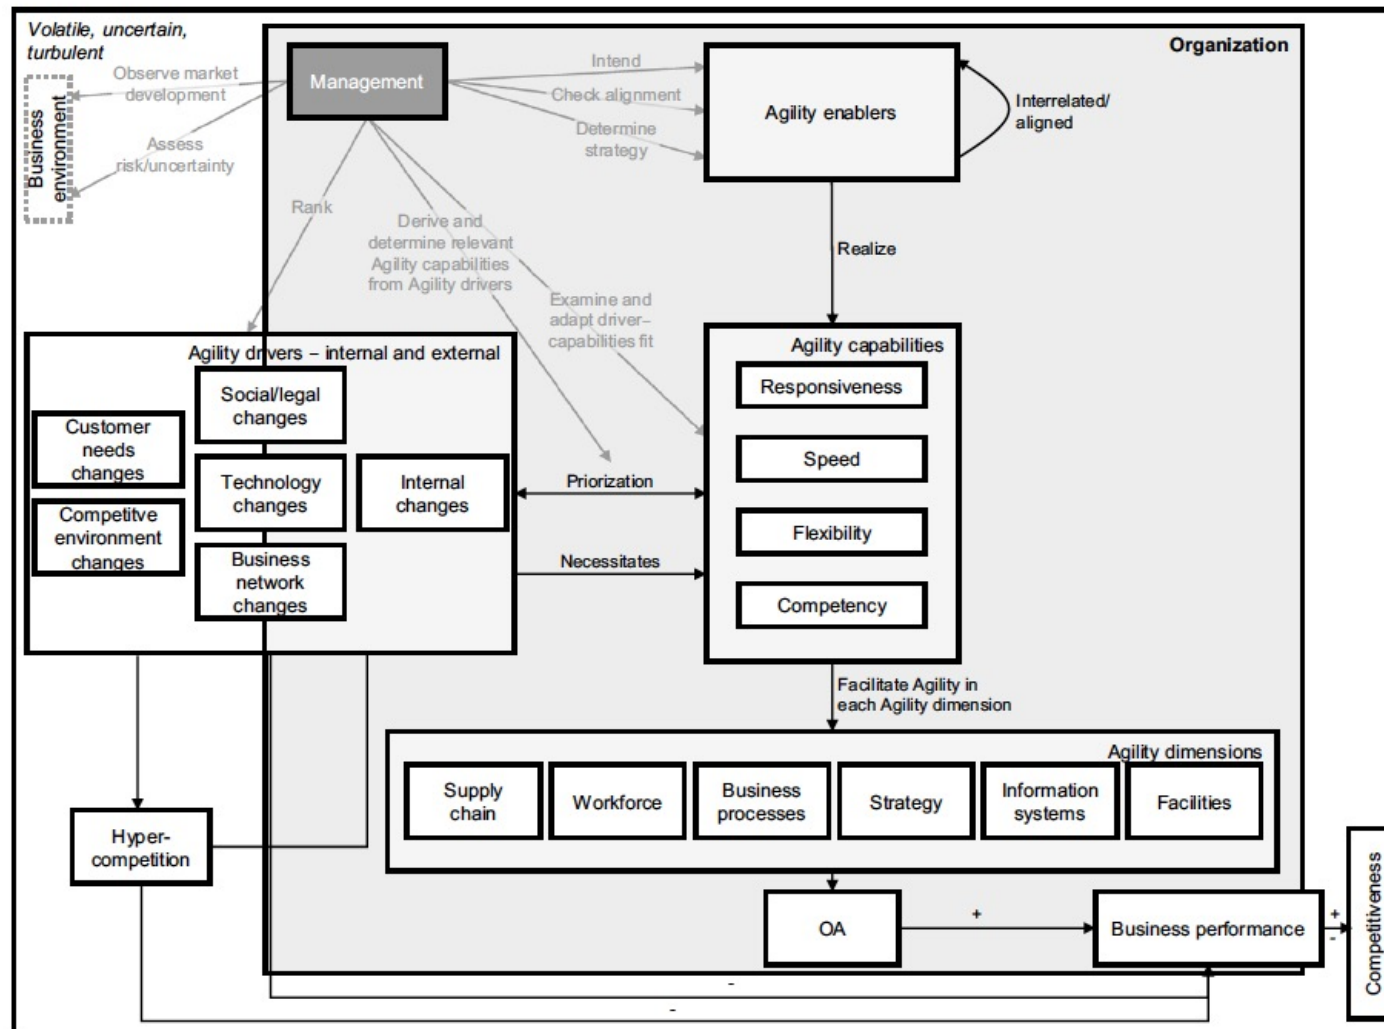 Volatile, uncertain,
turbulent
Organization
Management
Observe market
development
Assess
risk/uncertainty
Business
environment
Intend
Check alignment
Determine
strategy
Agility enablers
Interrelated/
aligned
Rank
Derive and
determine relevant
Agility capabilities
from Agility drivers
Examine and
adapt driver–
capabilities fit
Realize
Agility drivers – internal and external
Social/legal
changes
Customer
needs
changes
Technology
changes
Internal
changes
Competitve
environment
changes
Business
network
changes
Priorization
Necessitates
Agility capabilities
Responsiveness
Speed
Flexibility
Competency
Facilitate Agility in
each Agility dimension
Agility dimensions
Supply
chain
Workforce
Business
processes
Strategy
Information
systems
Facilities
Hyper-
competition
OA
+
Business performance
+
-
Competitiveness
-
-